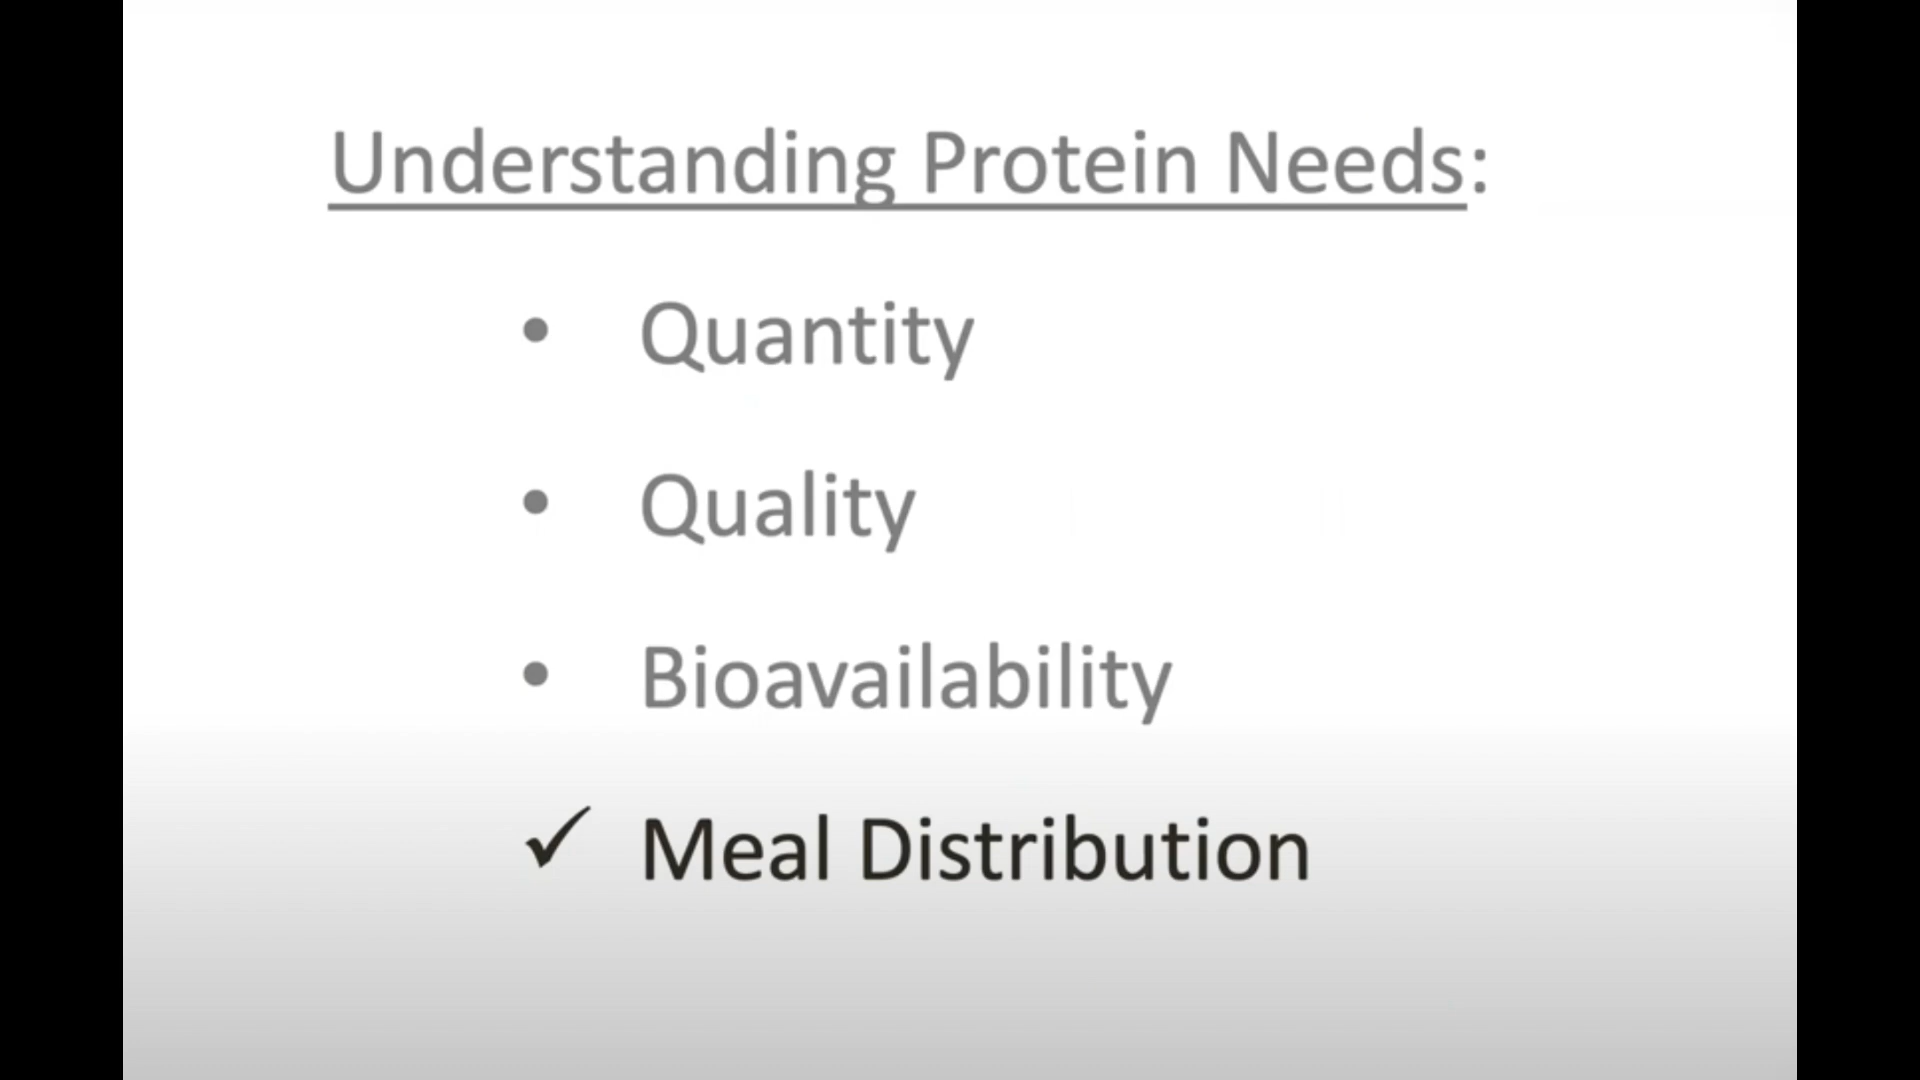 Understanding Protein Needs:
• Quantity
• Quality
• Bioavailability
✓ Meal Distribution